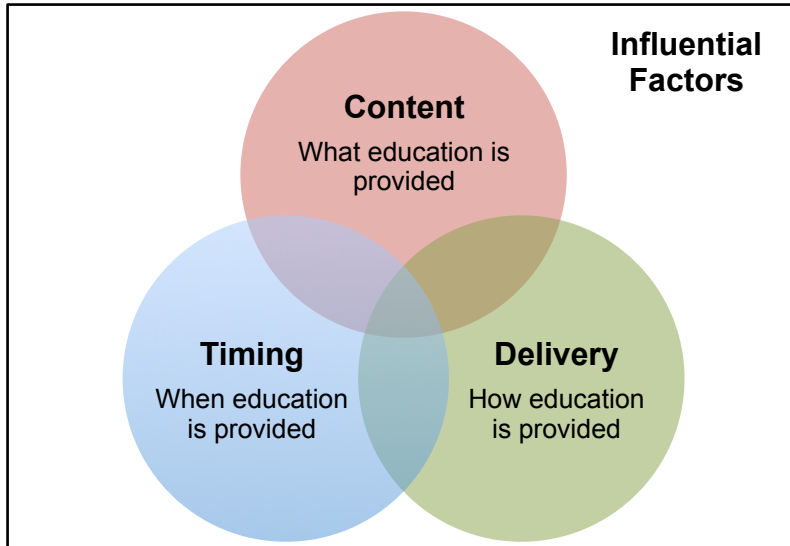 Influential
Factors
Content
What education is
provided
Timing
When education
is provided
Delivery
How education
is provided